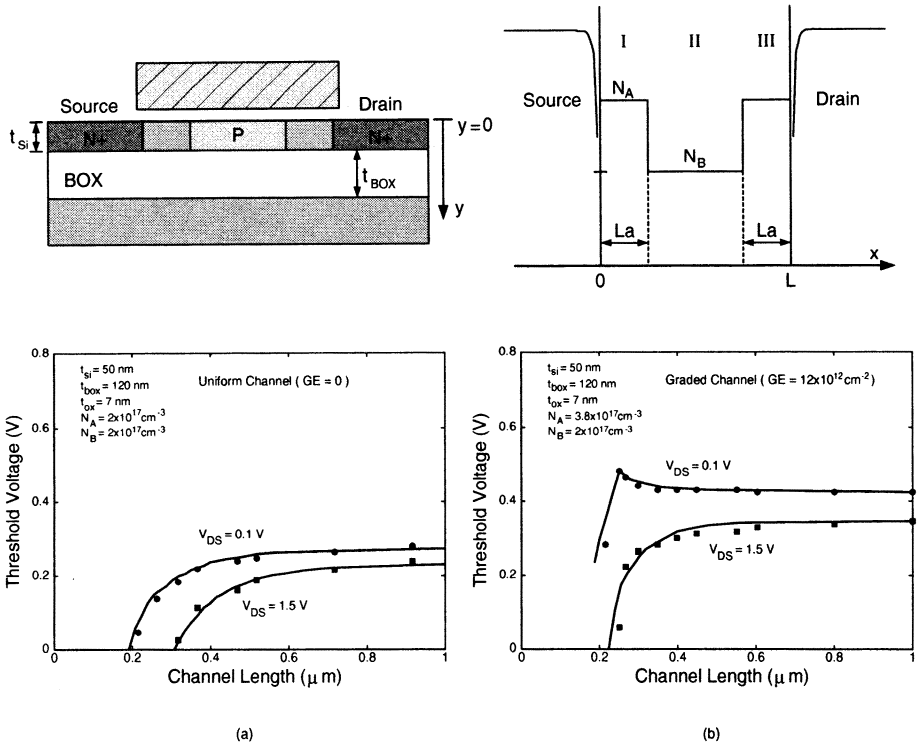 Source
Drain
t_Si
N+
P
N+
y=0
BOX
t_BOX
y
I
II
III
Source
N_A
Drain
N_B
La
La
x
0
L
t_si = 50 nm
t_box = 120 nm
t_ox = 7 nm
N_A = 2x10^17 cm^-3
N_B = 2x10^17 cm^-3
Uniform Channel ( GE = 0 )
V_DS = 0.1 V
V_DS = 1.5 V
Threshold Voltage (V)
0.8
0.6
0.4
0.2
0
0
0.2
0.4
0.6
0.8
1
Channel Length (μ m)
(a)
t_si = 50 nm
t_box = 120 nm
t_ox = 7 nm
N_A = 3.8x10^17 cm^-3
N_B = 2x10^17 cm^-3
Graded Channel ( GE = 12x10^12 cm^-2 )
V_DS = 0.1 V
V_DS = 1.5 V
Threshold Voltage (V)
0.8
0.6
0.4
0.2
0
0
0.2
0.4
0.6
0.8
1
Channel Length (μ m)
(b)